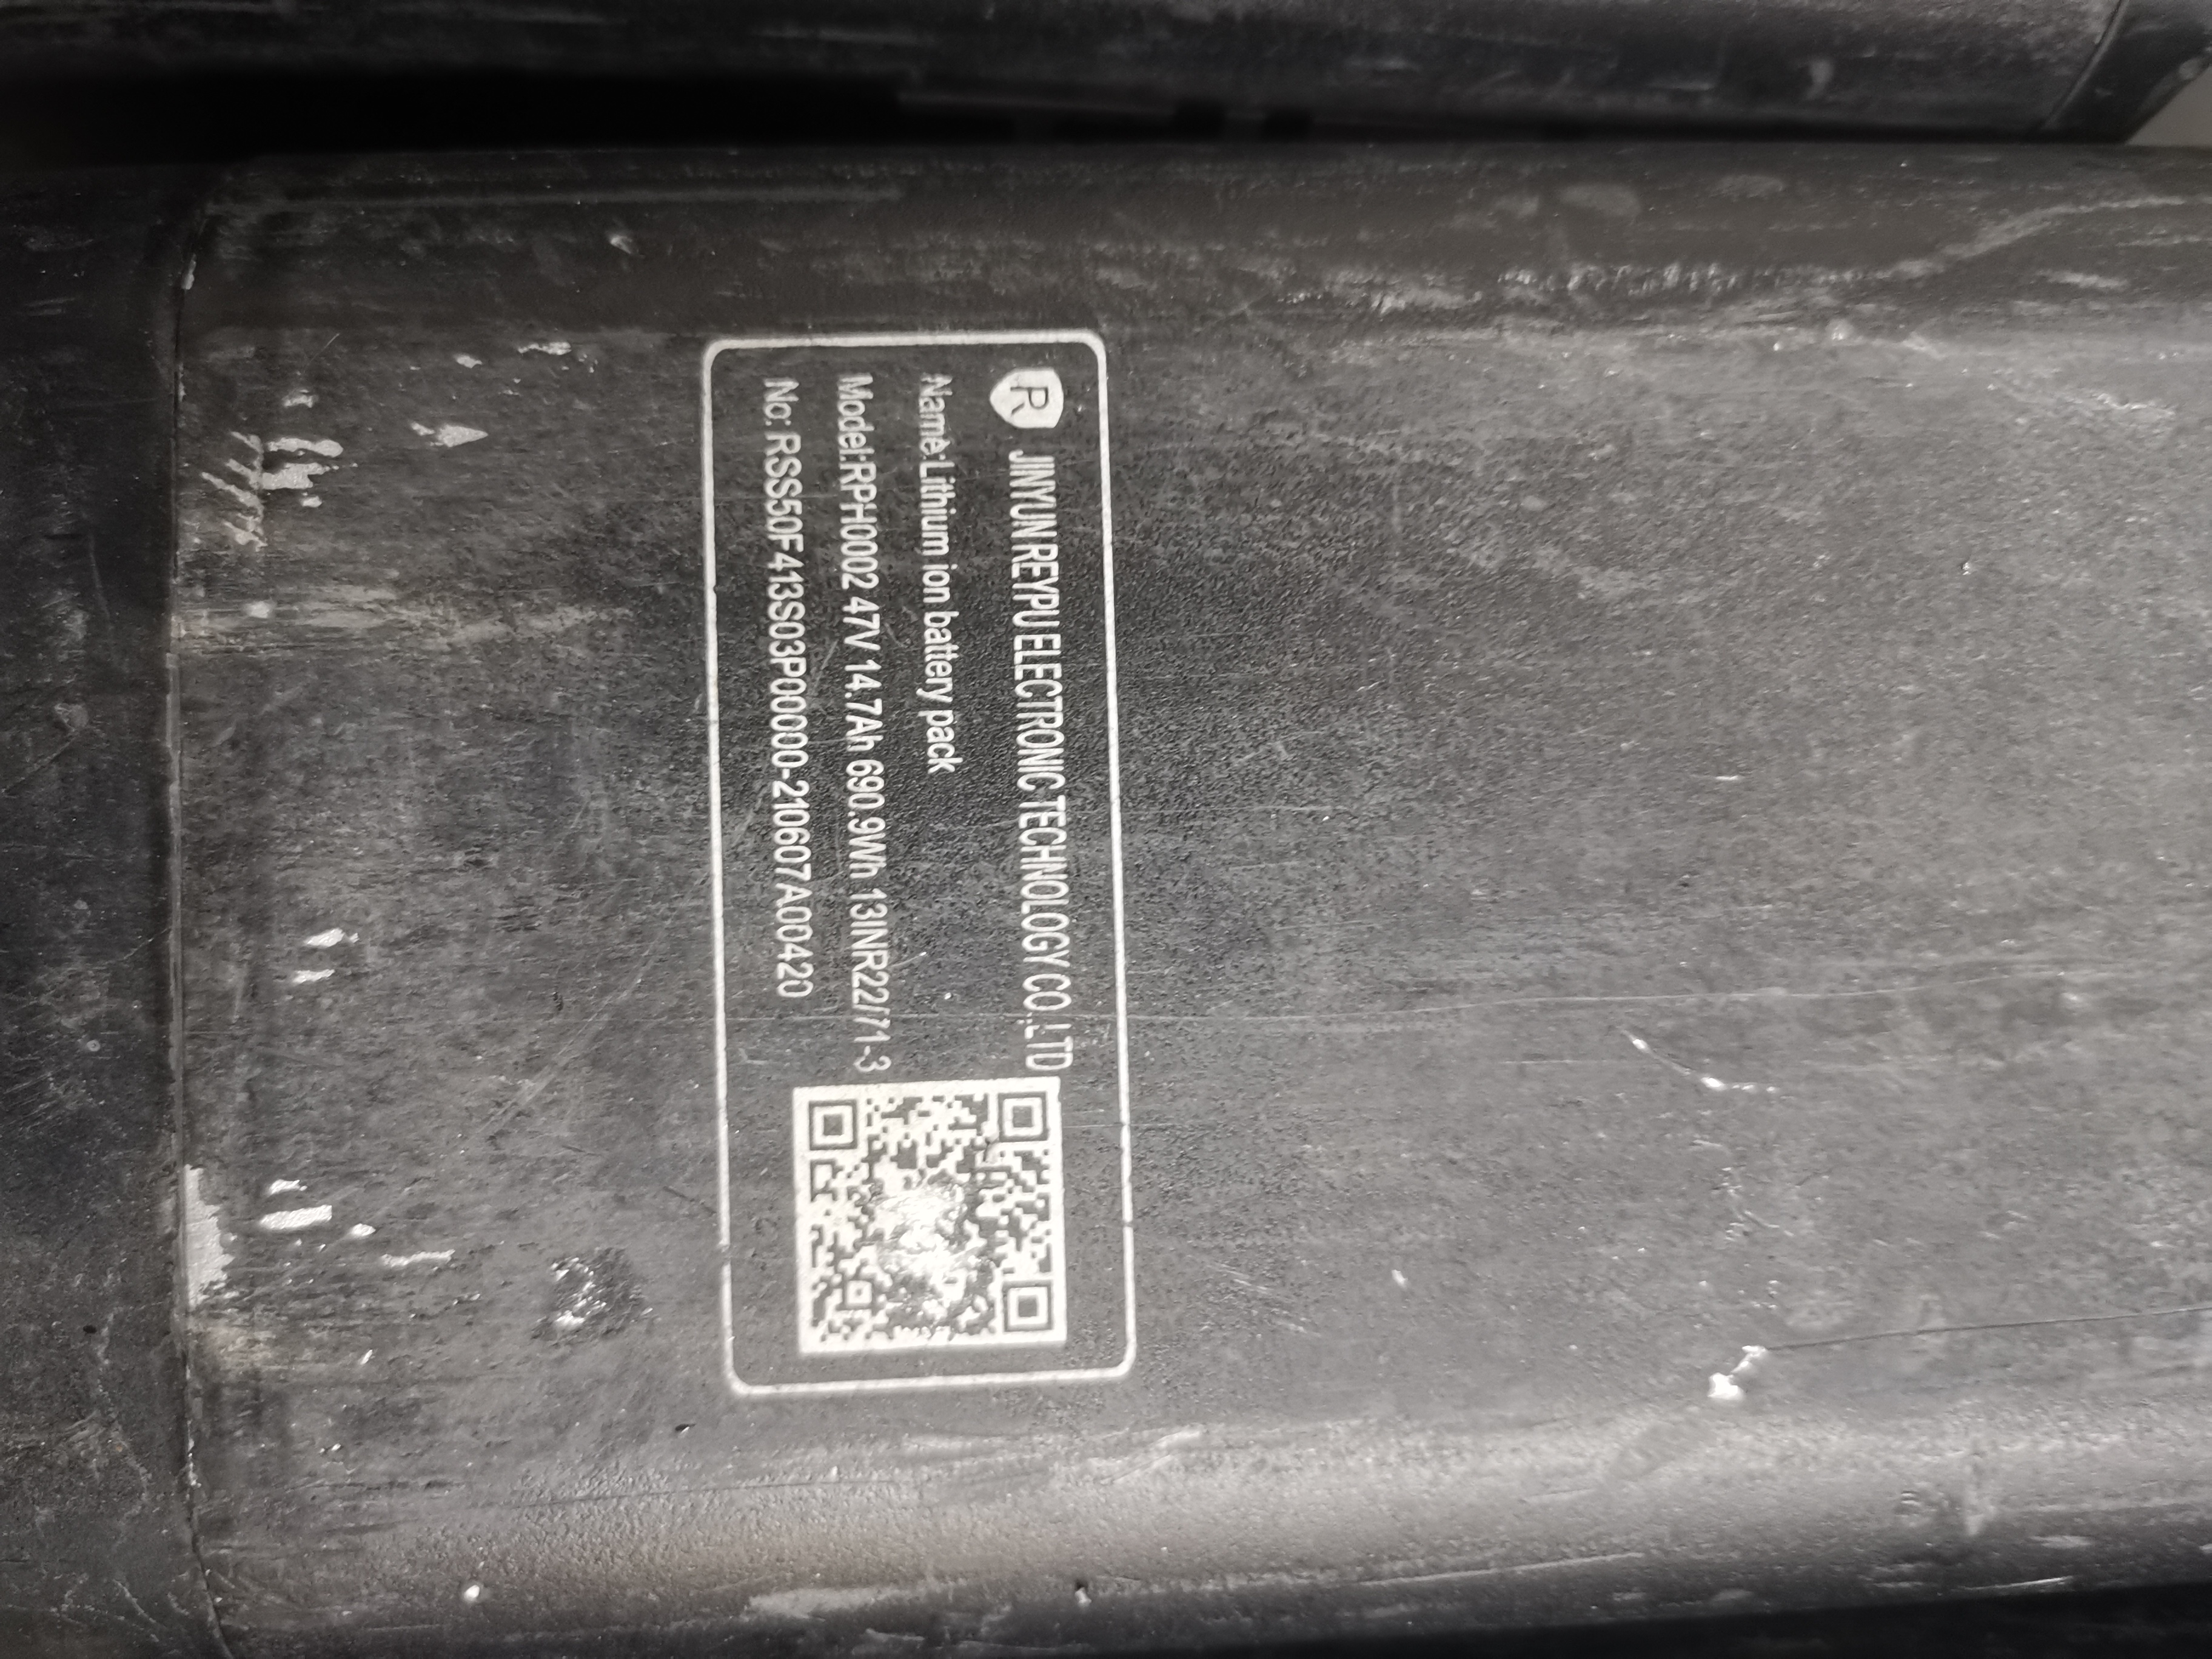 R JINYUN REYPU ELECTRONIC TECHNOLOGY CO.,LTD
Name:Lithium ion battery pack
Model:RPH0002 47V 14.7Ah 690.9Wh 13INR22/71-3
No: RSS50F413S03P00000-210607A00420